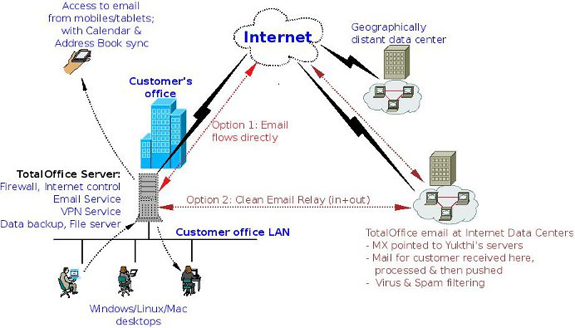 Access to email
from mobiles/tablets;
with Calendar &
Address Book sync
Internet
Geographically
distant data center
Customer's
office
Option 1: Email
flows directly
TotalOffice Server:
Firewall, Internet control
Email Service
VPN Service
Data backup, File server
Option 2: Clean Email Relay (in+out)
Customer office LAN
TotalOffice email at Internet Data Centers
- MX pointed to Yukthi's servers
- Mail for customer received here,
processed & then pushed
- Virus & Spam filtering
Windows/Linux/Mac
desktops